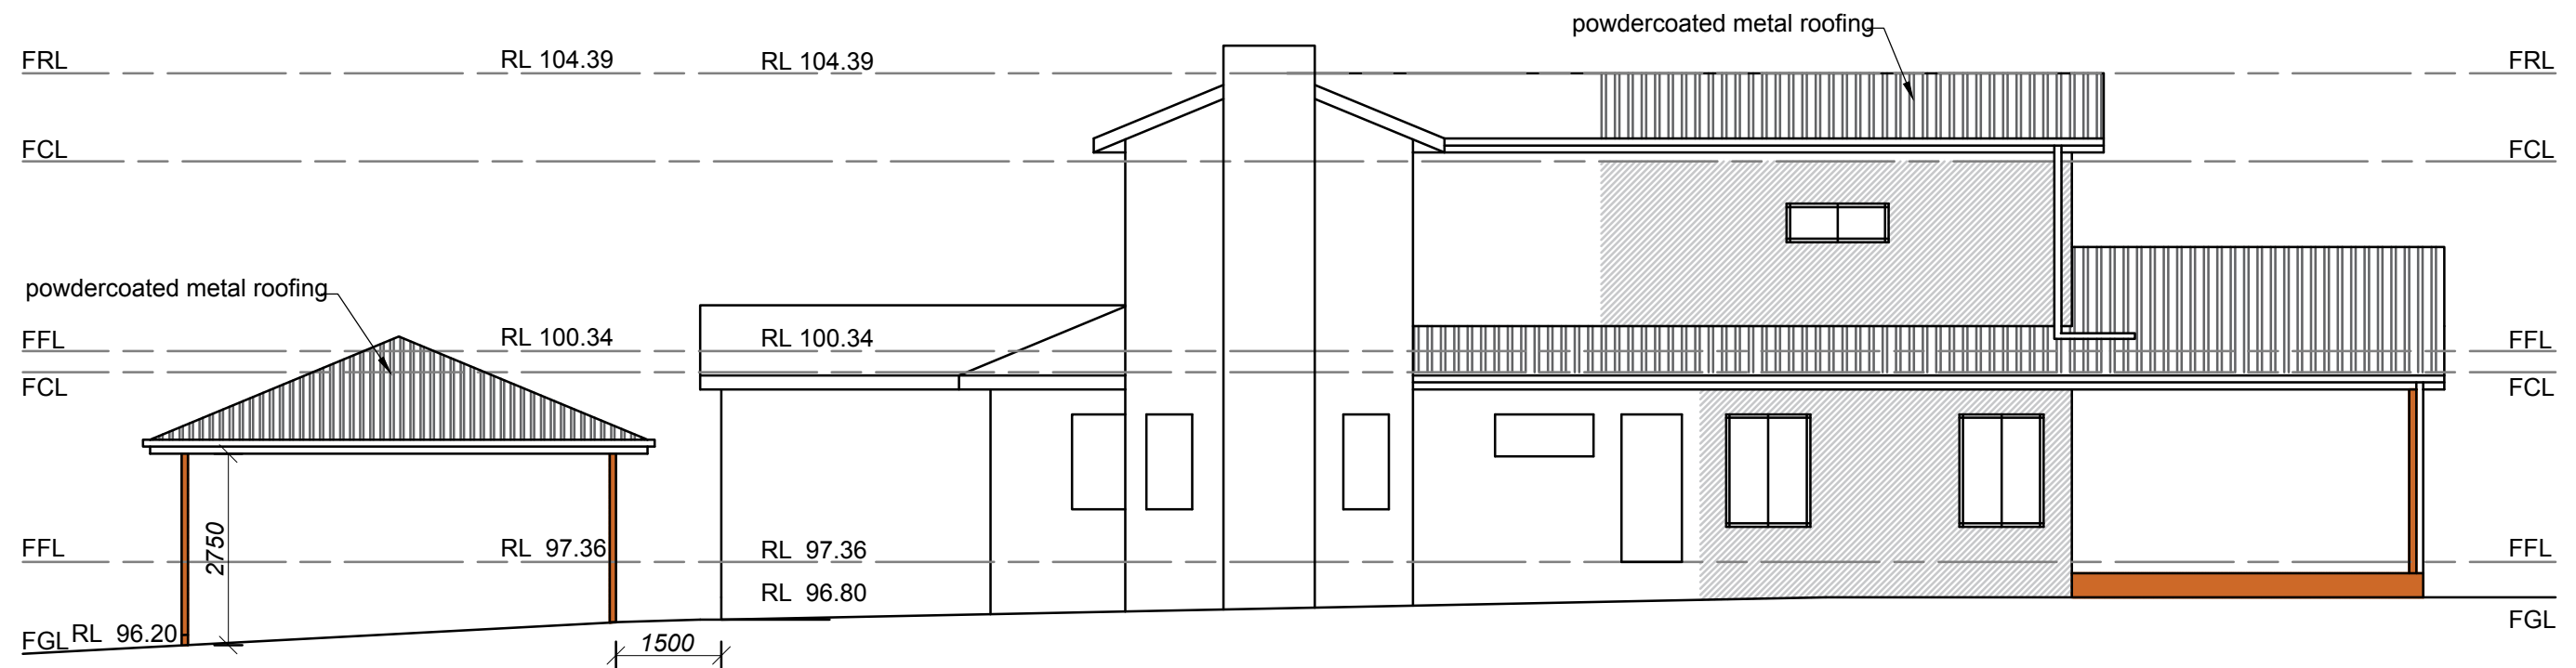 powdercoated metal roofing
FRL RL 104.39 RL 104.39 FRL
FCL FCL
powdercoated metal roofing
FFL RL 100.34 RL 100.34 FFL
FCL FCL
2750
FFL RL 97.36 RL 97.36 FFL
RL 96.80
FGL RL 96.20 1500 FGL